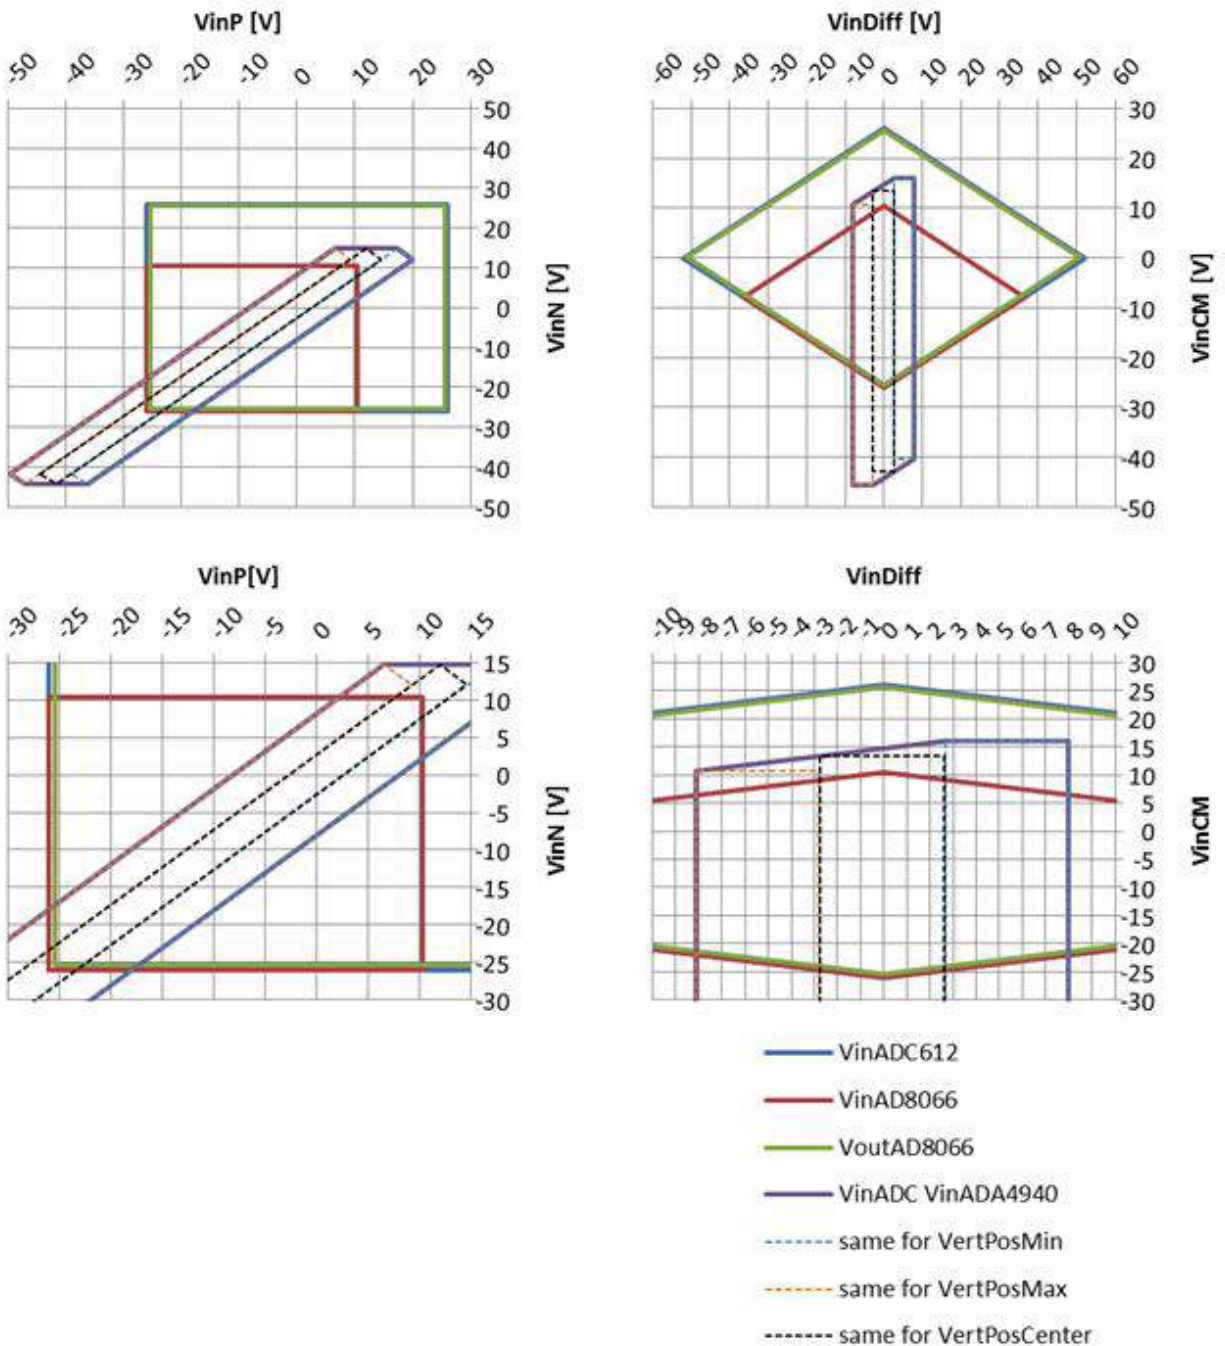 VinP [V]
-50 -40 -30 -20 -10 0 10 20 30
50
40
30
20
10
0
-10
-20
-30
-40
-50
VinN [V]
VinDiff [V]
-60 -50 -40 -30 -20 -10 0 10 20 30 40 50 60
30
20
10
0
-10
-20
-30
-40
-50
VinCM [V]
VinP[V]
-30 -25 -20 -15 -10 -5 0 5 10 15
15
10
5
0
-5
-10
-15
-20
-25
-30
VinN [V]
VinDiff
-10 -9 -8 -7 -6 -5 -4 -3 -2 -1 0 1 2 3 4 5 6 7 8 9 10
30
25
20
15
10
5
0
-5
-10
-15
-20
-25
-30
VinCM
VinADC612
VinAD8066
VoutAD8066
VinADC VinADA4940
same for VertPosMin
same for VertPosMax
same for VertPosCenter